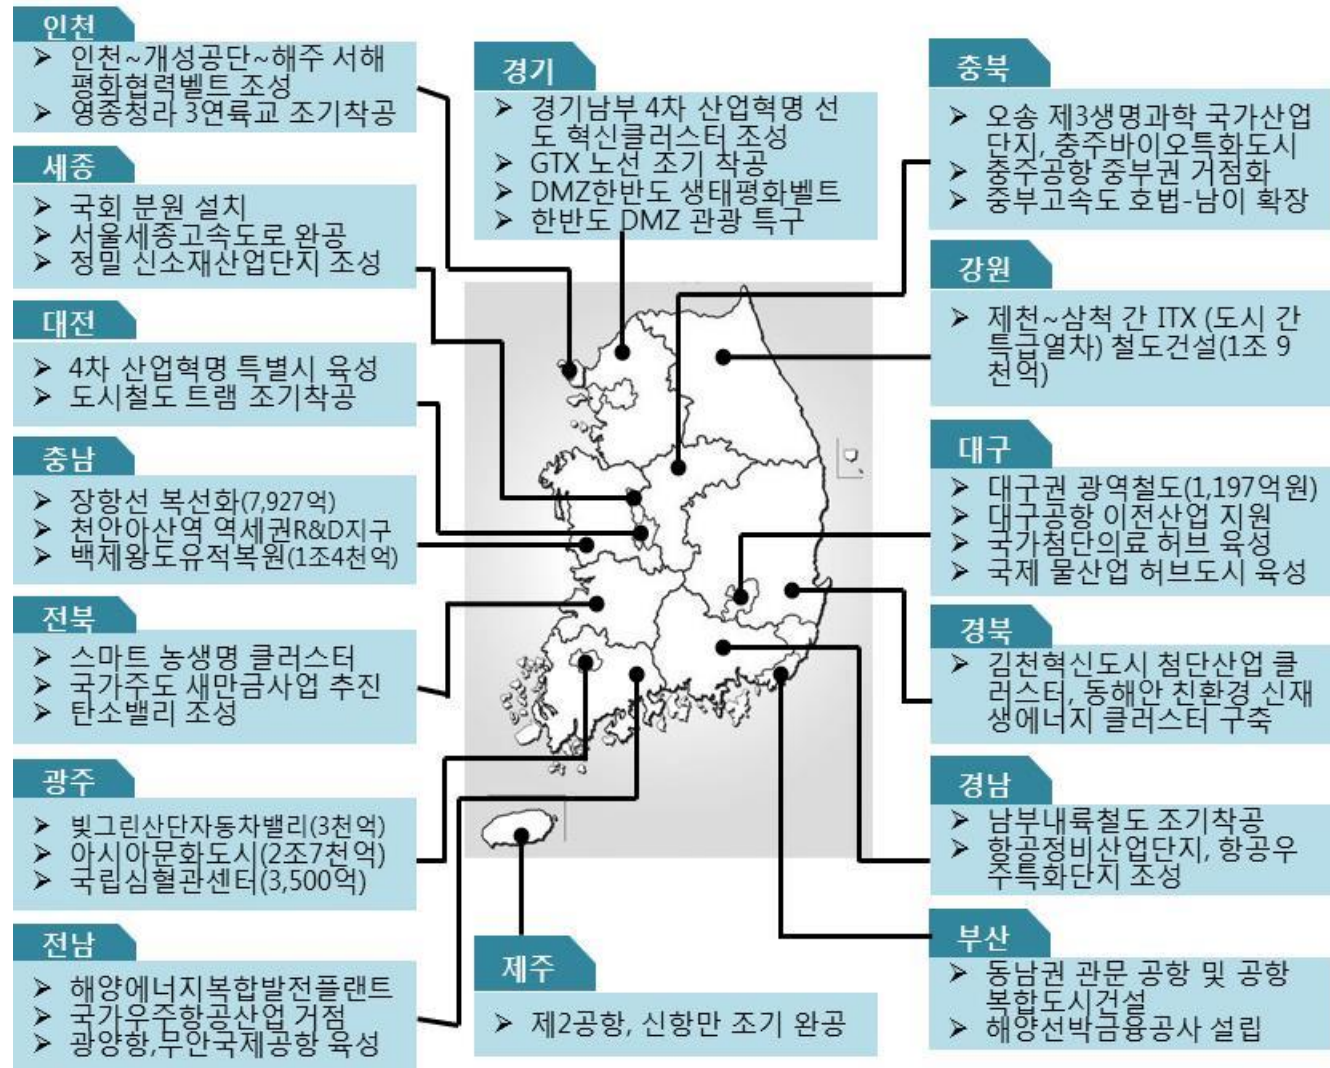 인천
➢ 인천~개성공단~해주 서해
평화협력벨트 조성
➢ 영종청라 3연륙교 조기착공
세종
➢ 국회 분원 설치
➢ 서울세종고속도로 완공
➢ 정밀 신소재산업단지 조성
대전
➢ 4차 산업혁명 특별시 육성
➢ 도시철도 트램 조기착공
충남
➢ 장항선 복선화(7,927억)
➢ 천안아산역 역세권R&D지구
➢ 백제왕도유적복원(1조4천억)
전북
➢ 스마트 농생명 클러스터
➢ 국가주도 새만금사업 추진
➢ 탄소밸리 조성
광주
➢ 빛그린산단자동차밸리(3천억)
➢ 아시아문화도시(2조7천억)
➢ 국립심혈관센터(3,500억)
전남
➢ 해양에너지복합발전플랜트
➢ 국가우주항공산업 거점
➢ 광양항,무안국제공항 육성
경기
➢ 경기남부 4차 산업혁명 선
도 혁신클러스터 조성
➢ GTX 노선 조기 착공
➢ DMZ한반도 생태평화벨트
➢ 한반도 DMZ 관광 특구
제주
➢ 제2공항, 신항만 조기 완공
충북
➢ 오송 제3생명과학 국가산업
단지, 충주바이오특화도시
➢ 충주공항 중부권 거점화
➢ 중부고속도 호법-남이 확장
강원
➢ 제천~삼척 간 ITX (도시 간
특급열차) 철도건설(1조 9
천억)
대구
➢ 대구권 광역철도(1,197억원)
➢ 대구공항 이전산업 지원
➢ 국가첨단의료 허브 육성
➢ 국제 물산업 허브도시 육성
경북
➢ 김천혁신도시 첨단산업 클
러스터, 동해안 친환경 신재
생에너지 클러스터 구축
경남
➢ 남부내륙철도 조기착공
➢ 항공정비산업단지, 항공우
주특화단지 조성
부산
➢ 동남권 관문 공항 및 공항
복합도시건설
➢ 해양선박금융공사 설립